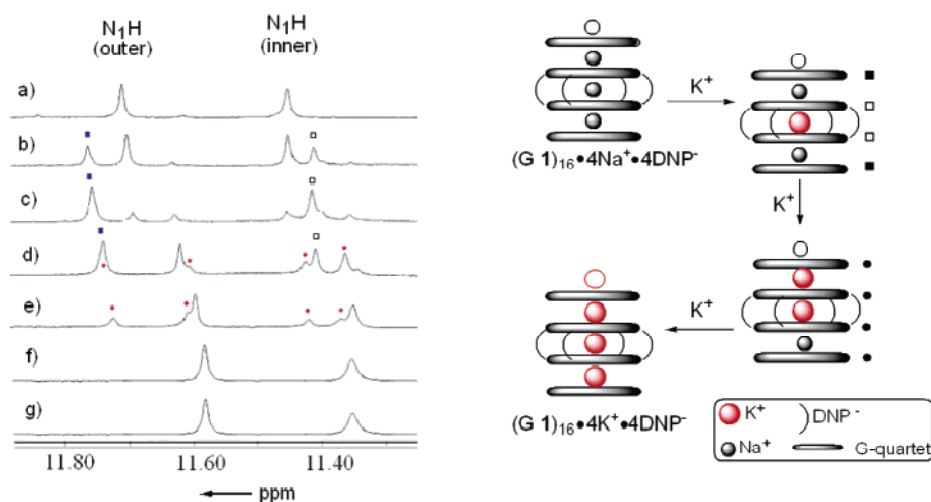 N1H
(outer)
N1H
(inner)
a)
b)
c)
d)
e)
f)
g)
11.80
11.60
11.40
ppm
K+
(G 1)16•4Na+•4DNP-
K+
K+
(G 1)16•4K+•4DNP-
K+
DNP -
Na+
G-quartet